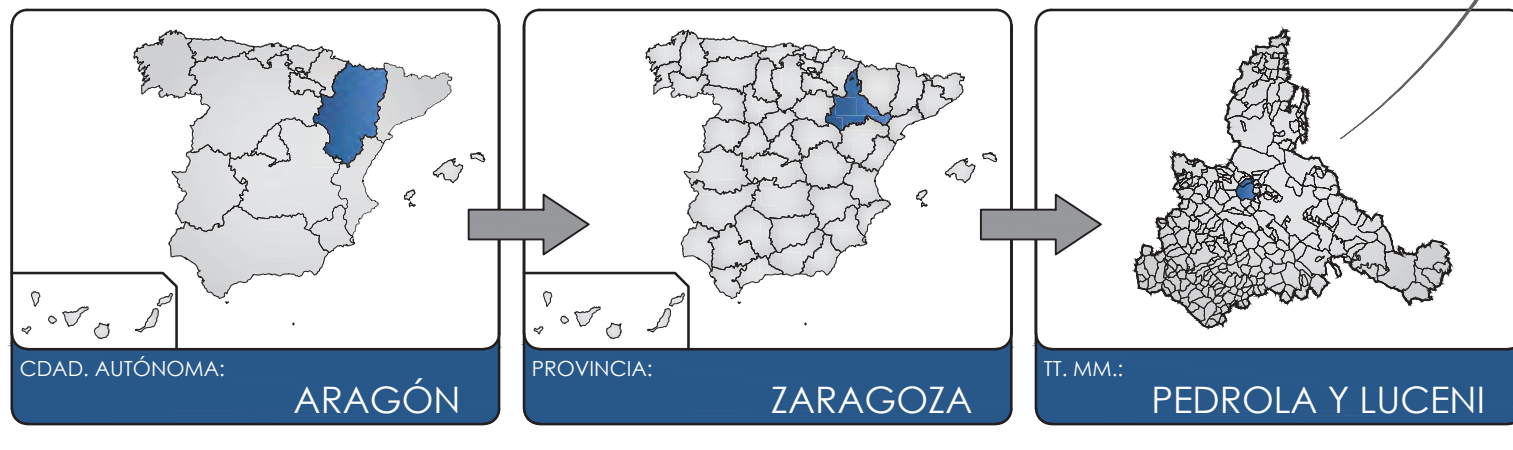 CDAD. AUTÓNOMA:
ARAGÓN
PROVINCIA:
ZARAGOZA
TT. MM.:
PEDROLA Y LUCENI